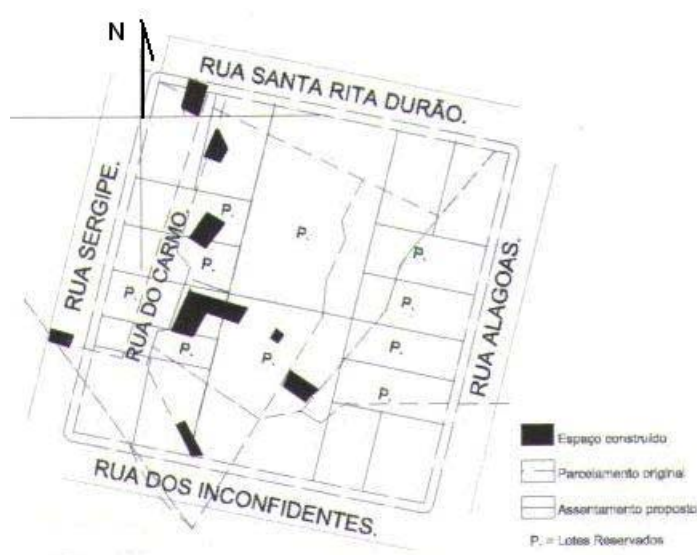 N
RUA SANTA RITA DURÃO.
RUA SERGIPE.
RUA DO CARMO.
RUA ALAGOAS.
RUA DOS INCONFIDENTES.
P.
P.
P.
P.
P.
P.
P.
P.
P.
P.
Espaço construído
Parcelamento original
Assentamento proposto
P. = Lotes Reservados